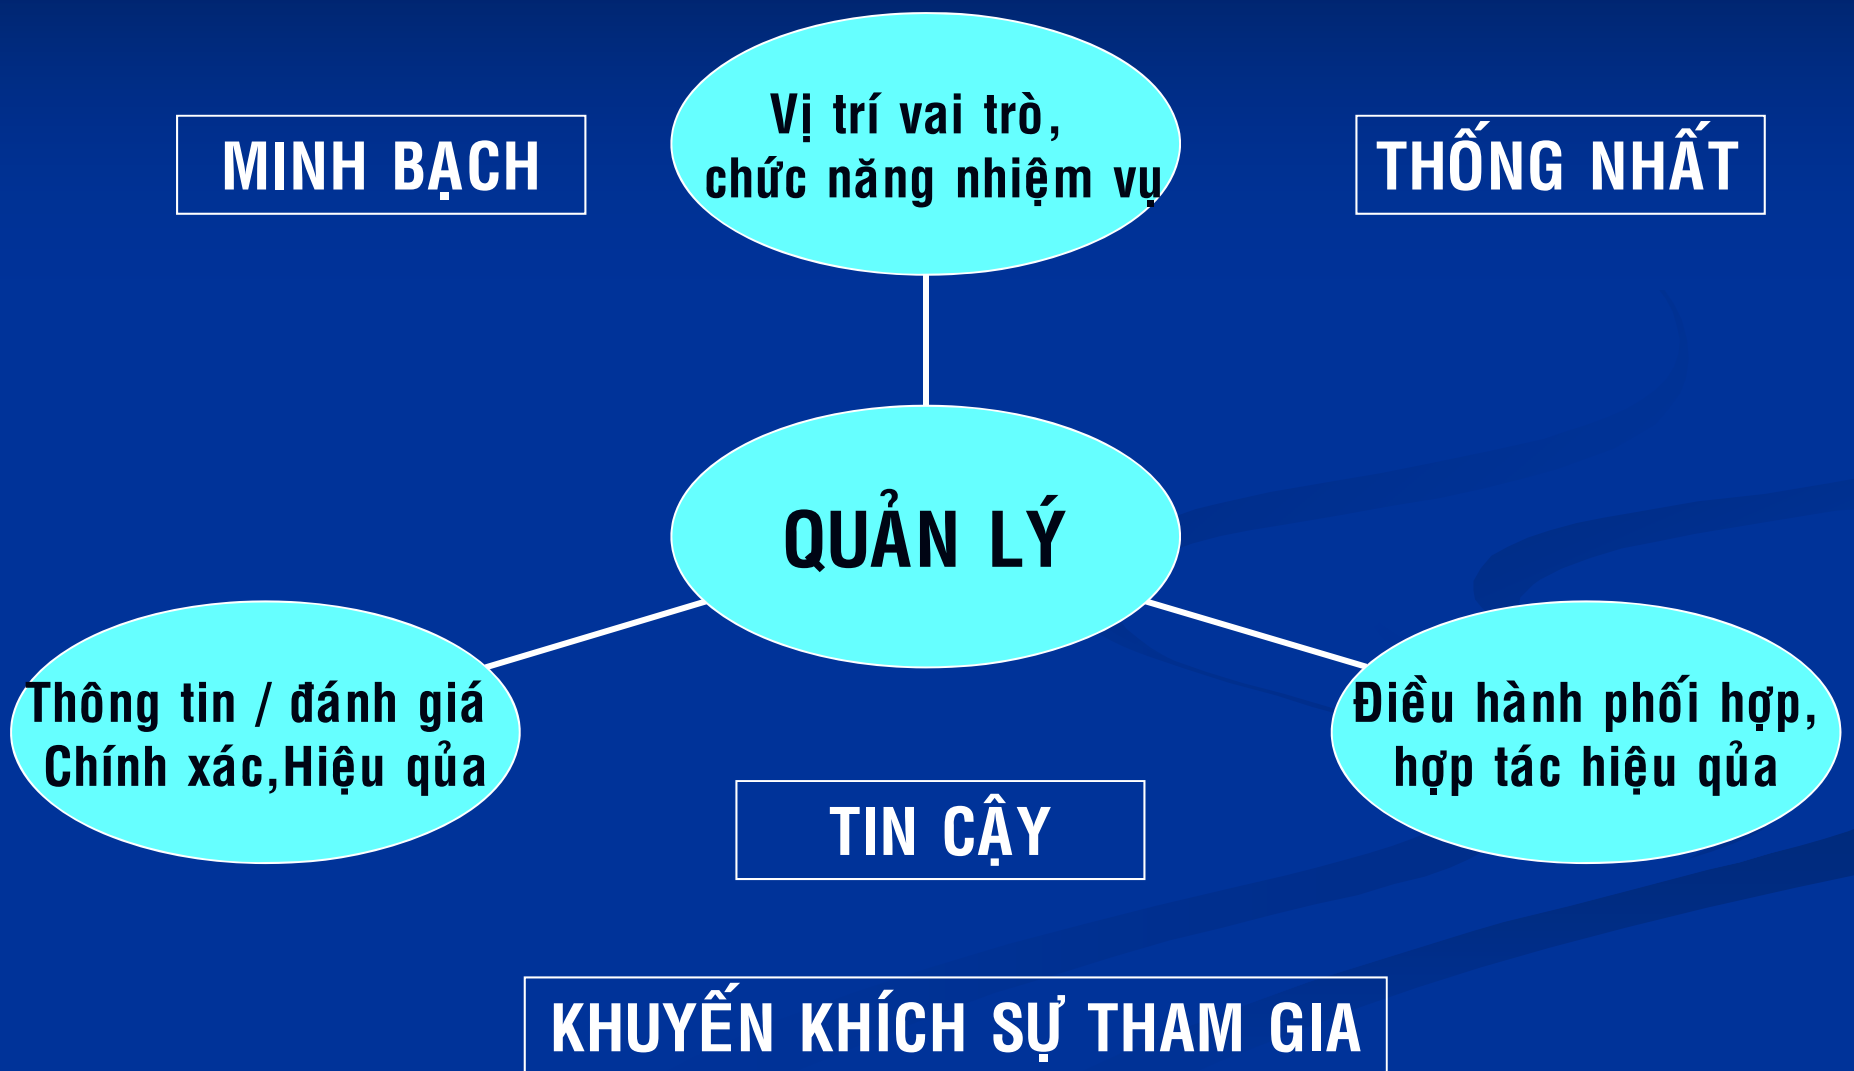 Vị trí vai trò,
chức năng nhiệm vụ
MINH BẠCH
THỐNG NHẤT
QUẢN LÝ
Thông tin / đánh giá
Chính xác,Hiệu qủa
Điều hành phối hợp,
hợp tác hiệu qủa
TIN CẬY
KHUYẾN KHÍCH SỰ THAM GIA